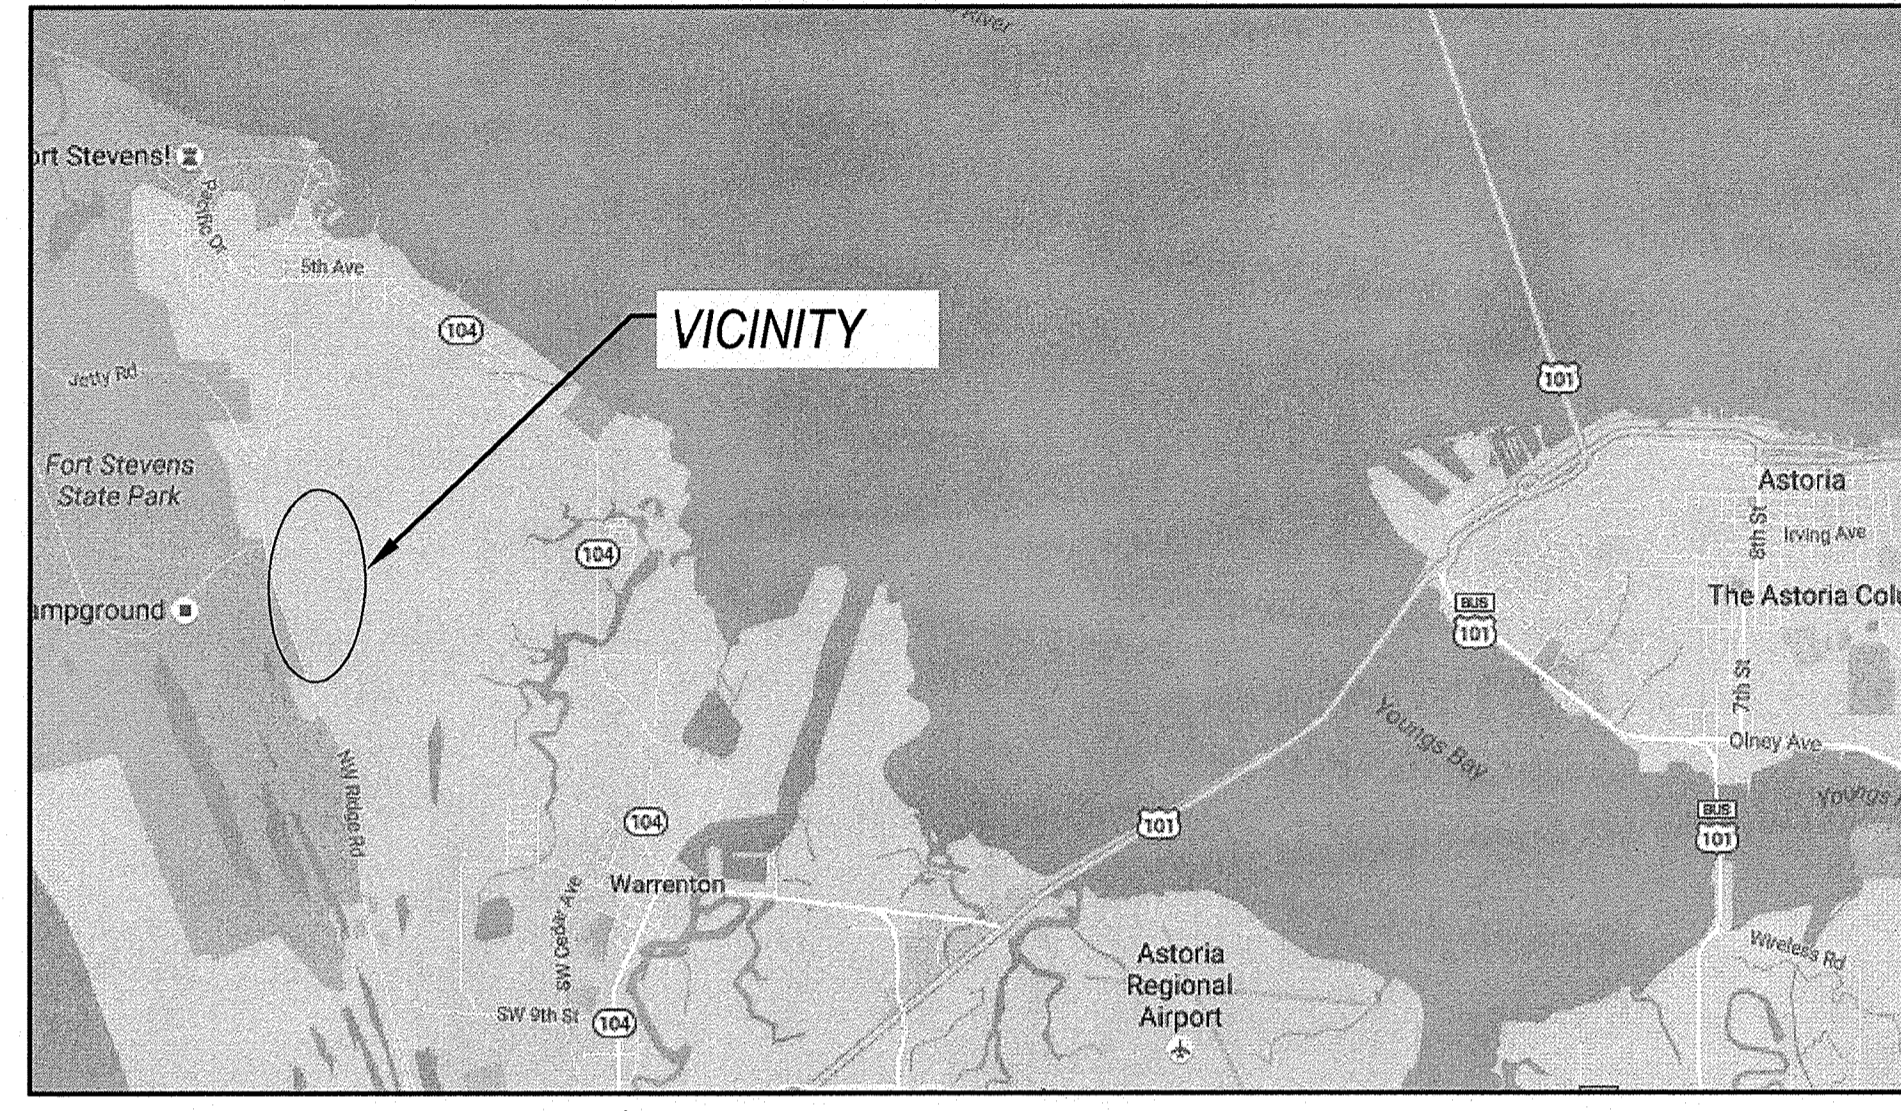 River
ort Stevens!
Pacific Dr
5th Ave
104
VICINITY
Jetty Rd
101
Fort Stevens
State Park
Astoria
8th St
Irving Ave
104
ampground
The Astoria Colu
BUS
101
7th St
Youngs Bay
Olney Ave
NW Ridge Rd
104
101
BUS
101
Youngs
Warrenton
SW Cedar Ave
Astoria
Regional
Airport
Wireless Rd
SW 9th St
104